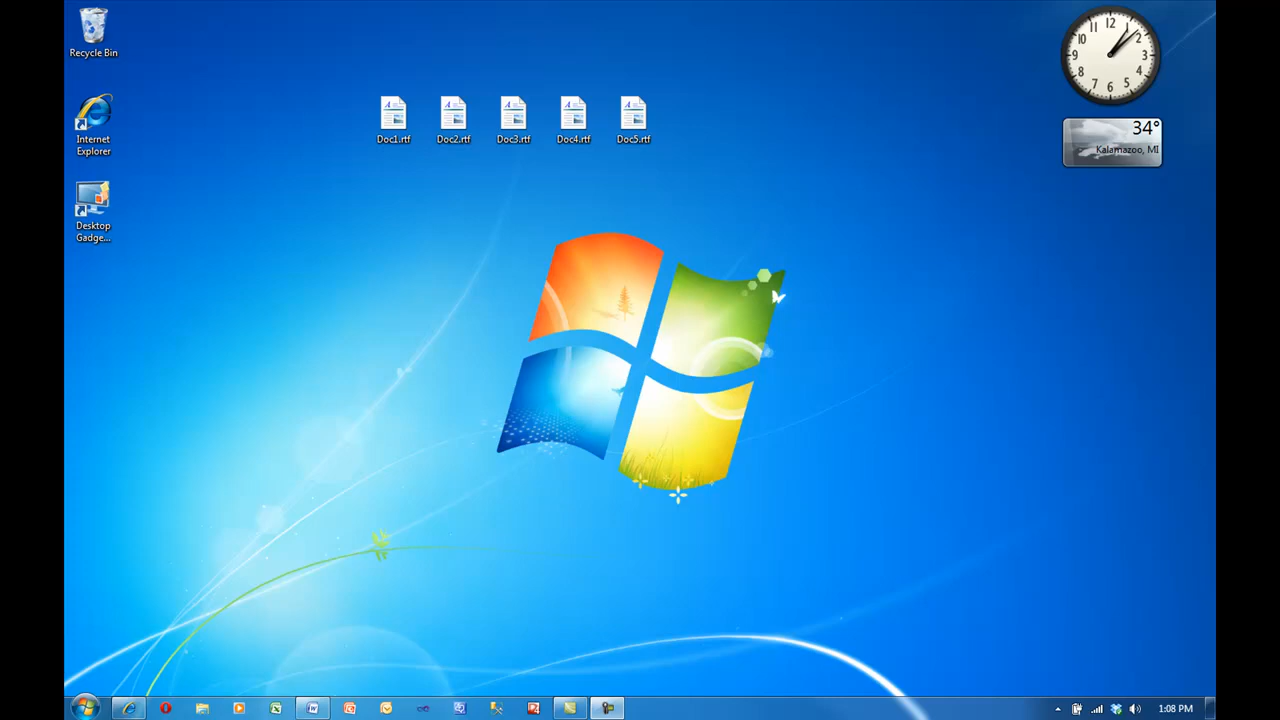 Recycle Bin
Internet
Explorer
Desktop
Gadge...
Doc1.rtf
Doc2.rtf
Doc3.rtf
Doc4.rtf
Doc5.rtf
12
1
2
3
4
5
6
7
8
9
10
11
34°
Kalamazoo, MI
1:08 PM